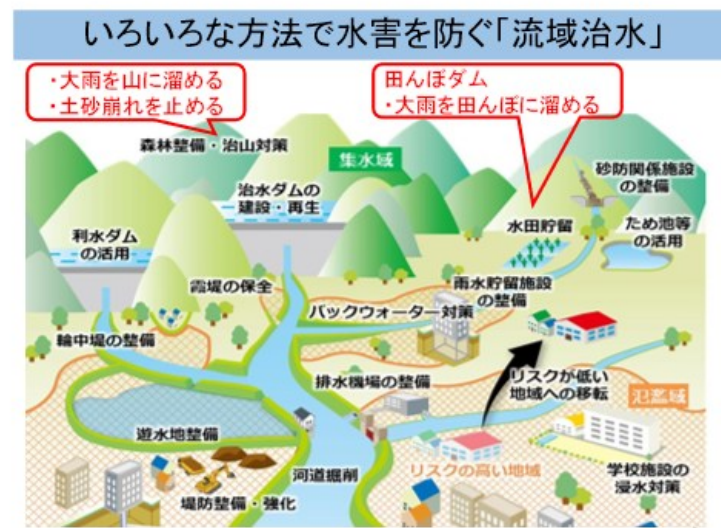 いろいろな方法で水害を防ぐ「流域治水」
・大雨を山に溜める
・土砂崩れを止める
田んぼダム
・大雨を田んぼに溜める
森林整備・治山対策
集水域
砂防関係施設
の整備
治水ダムの
建設・再生
水田貯留
ため池等
の活用
利水ダム
の活用
霞堤の保全
雨水貯留施設
の整備
バックウォーター対策
輪中堤の整備
排水機場の整備
リスクが低い
地域への移転
氾濫域
遊水地整備
リスクの高い地域
河道掘削
学校施設の
浸水対策
堤防整備・強化